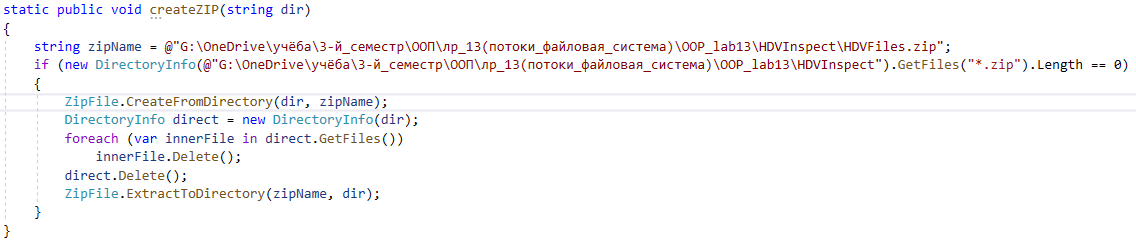 static public void createZIP(string dir)
{
string zipName = @"G:\OneDrive\учёба\3-й_семестр\ООП\лр_13(потоки_файловая_система)\OOP_lab13\HDVInspect\HDVFiles.zip";
if (new DirectoryInfo(@"G:\OneDrive\учёба\3-й_семестр\ООП\лр_13(потоки_файловая_система)\OOP_lab13\HDVInspect").GetFiles("*.zip").Length == 0)
{
ZipFile.CreateFromDirectory(dir, zipName);
DirectoryInfo direct = new DirectoryInfo(dir);
foreach (var innerFile in direct.GetFiles())
innerFile.Delete();
direct.Delete();
ZipFile.ExtractToDirectory(zipName, dir);
}
}